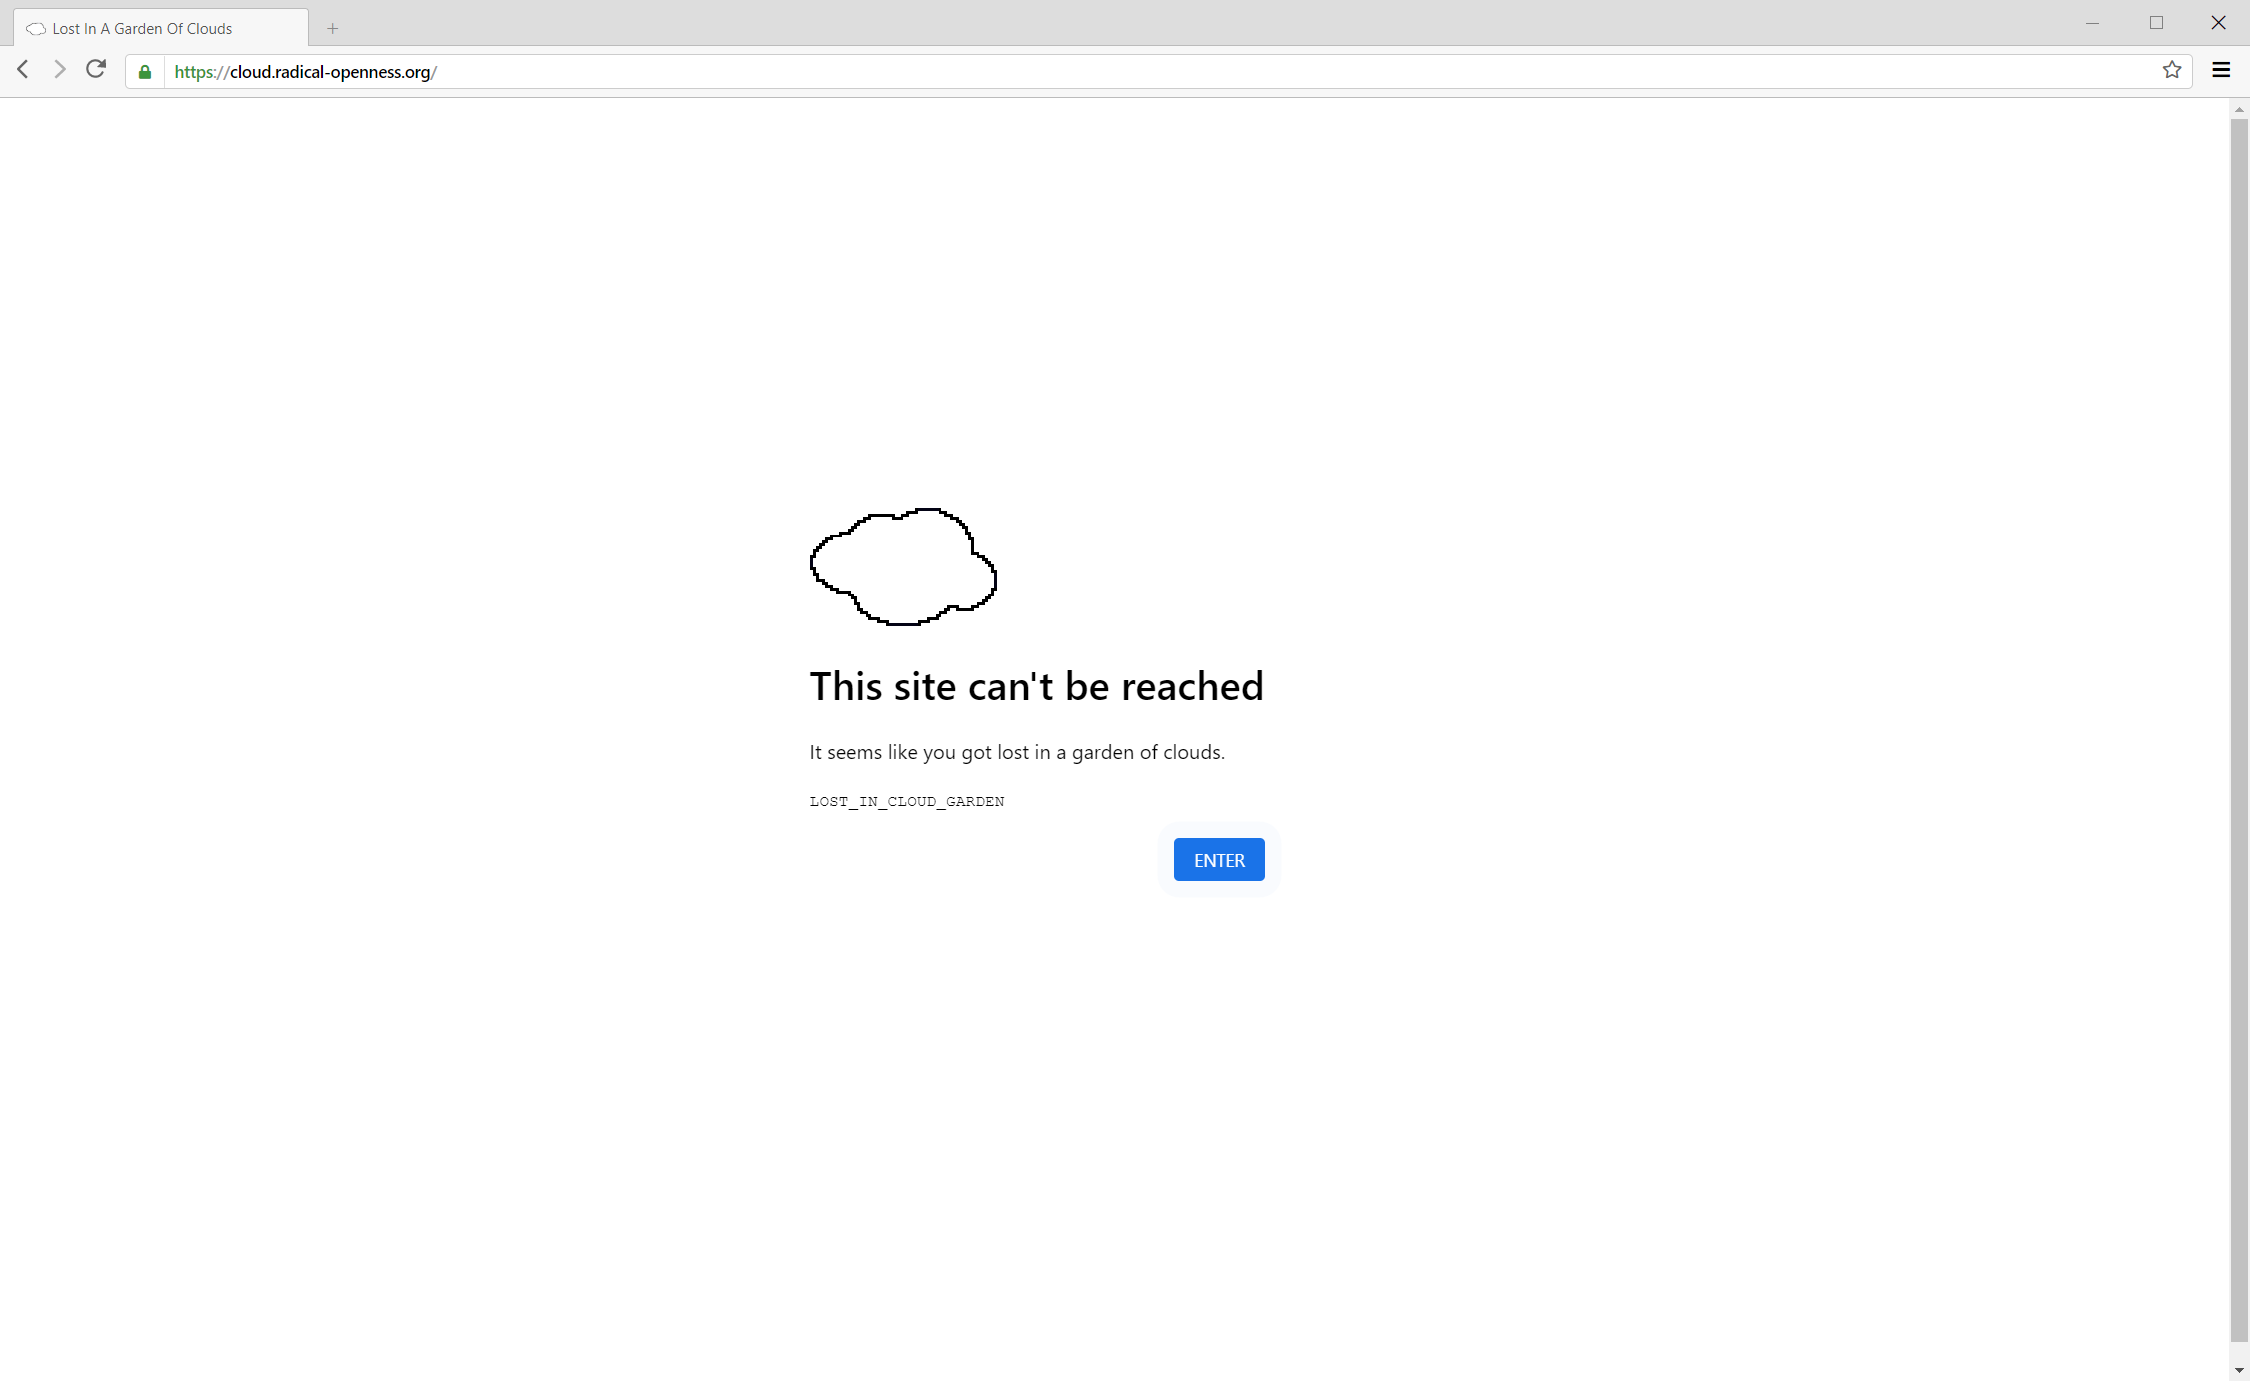 Lost In A Garden Of Clouds
https://cloud.radical-openness.org/
This site can't be reached
It seems like you got lost in a garden of clouds.
LOST_IN_CLOUD_GARDEN
ENTER